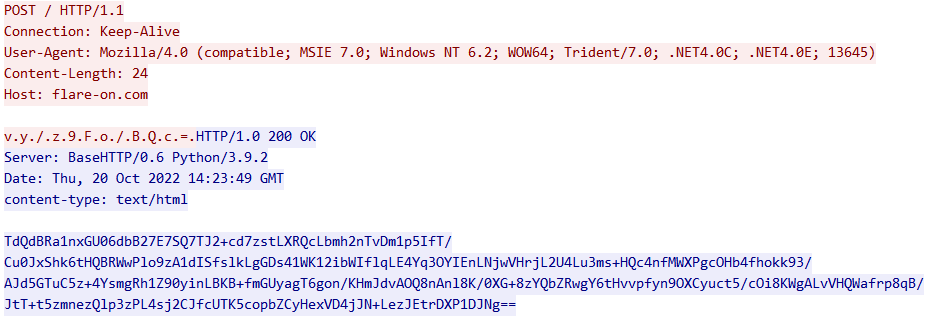 POST / HTTP/1.1
Connection: Keep-Alive
User-Agent: Mozilla/4.0 (compatible; MSIE 7.0; Windows NT 6.2; WOW64; Trident/7.0; .NET4.0C; .NET4.0E; 13645)
Content-Length: 24
Host: flare-on.com
v.y./.z.9.F.o./.B.Q.c.=.HTTP/1.0 200 OK
Server: BaseHTTP/0.6 Python/3.9.2
Date: Thu, 20 Oct 2022 14:23:49 GMT
content-type: text/html
TdQdBRa1nxGU06dbB27E7SQ7TJ2+cd7zstLXRQcLbmh2nTvDm1p5IfT/
Cu0JxShk6tHQBRWwPlo9zA1dISfslkLgGDs41WK12ibWIflqLE4Yq3OYIEnLNjwVHrjL2U4Lu3ms+HQc4nfMWXPgcOHb4fhokk93/
AJd5GTuC5z+4YsmgRh1Z90yinLBKB+fmGUyagT6gon/KHmJdvAOQ8nAnl8K/0XG+8zYQbZRwgY6tHvvpfyn9OXCyuct5/cOi8KWgALvVHQWafrp8qB/
JtT+t5zmnezQlp3zPL4sj2CJfcUTK5copbZCyHexVD4jJN+LezJEtrDXP1DJNg==